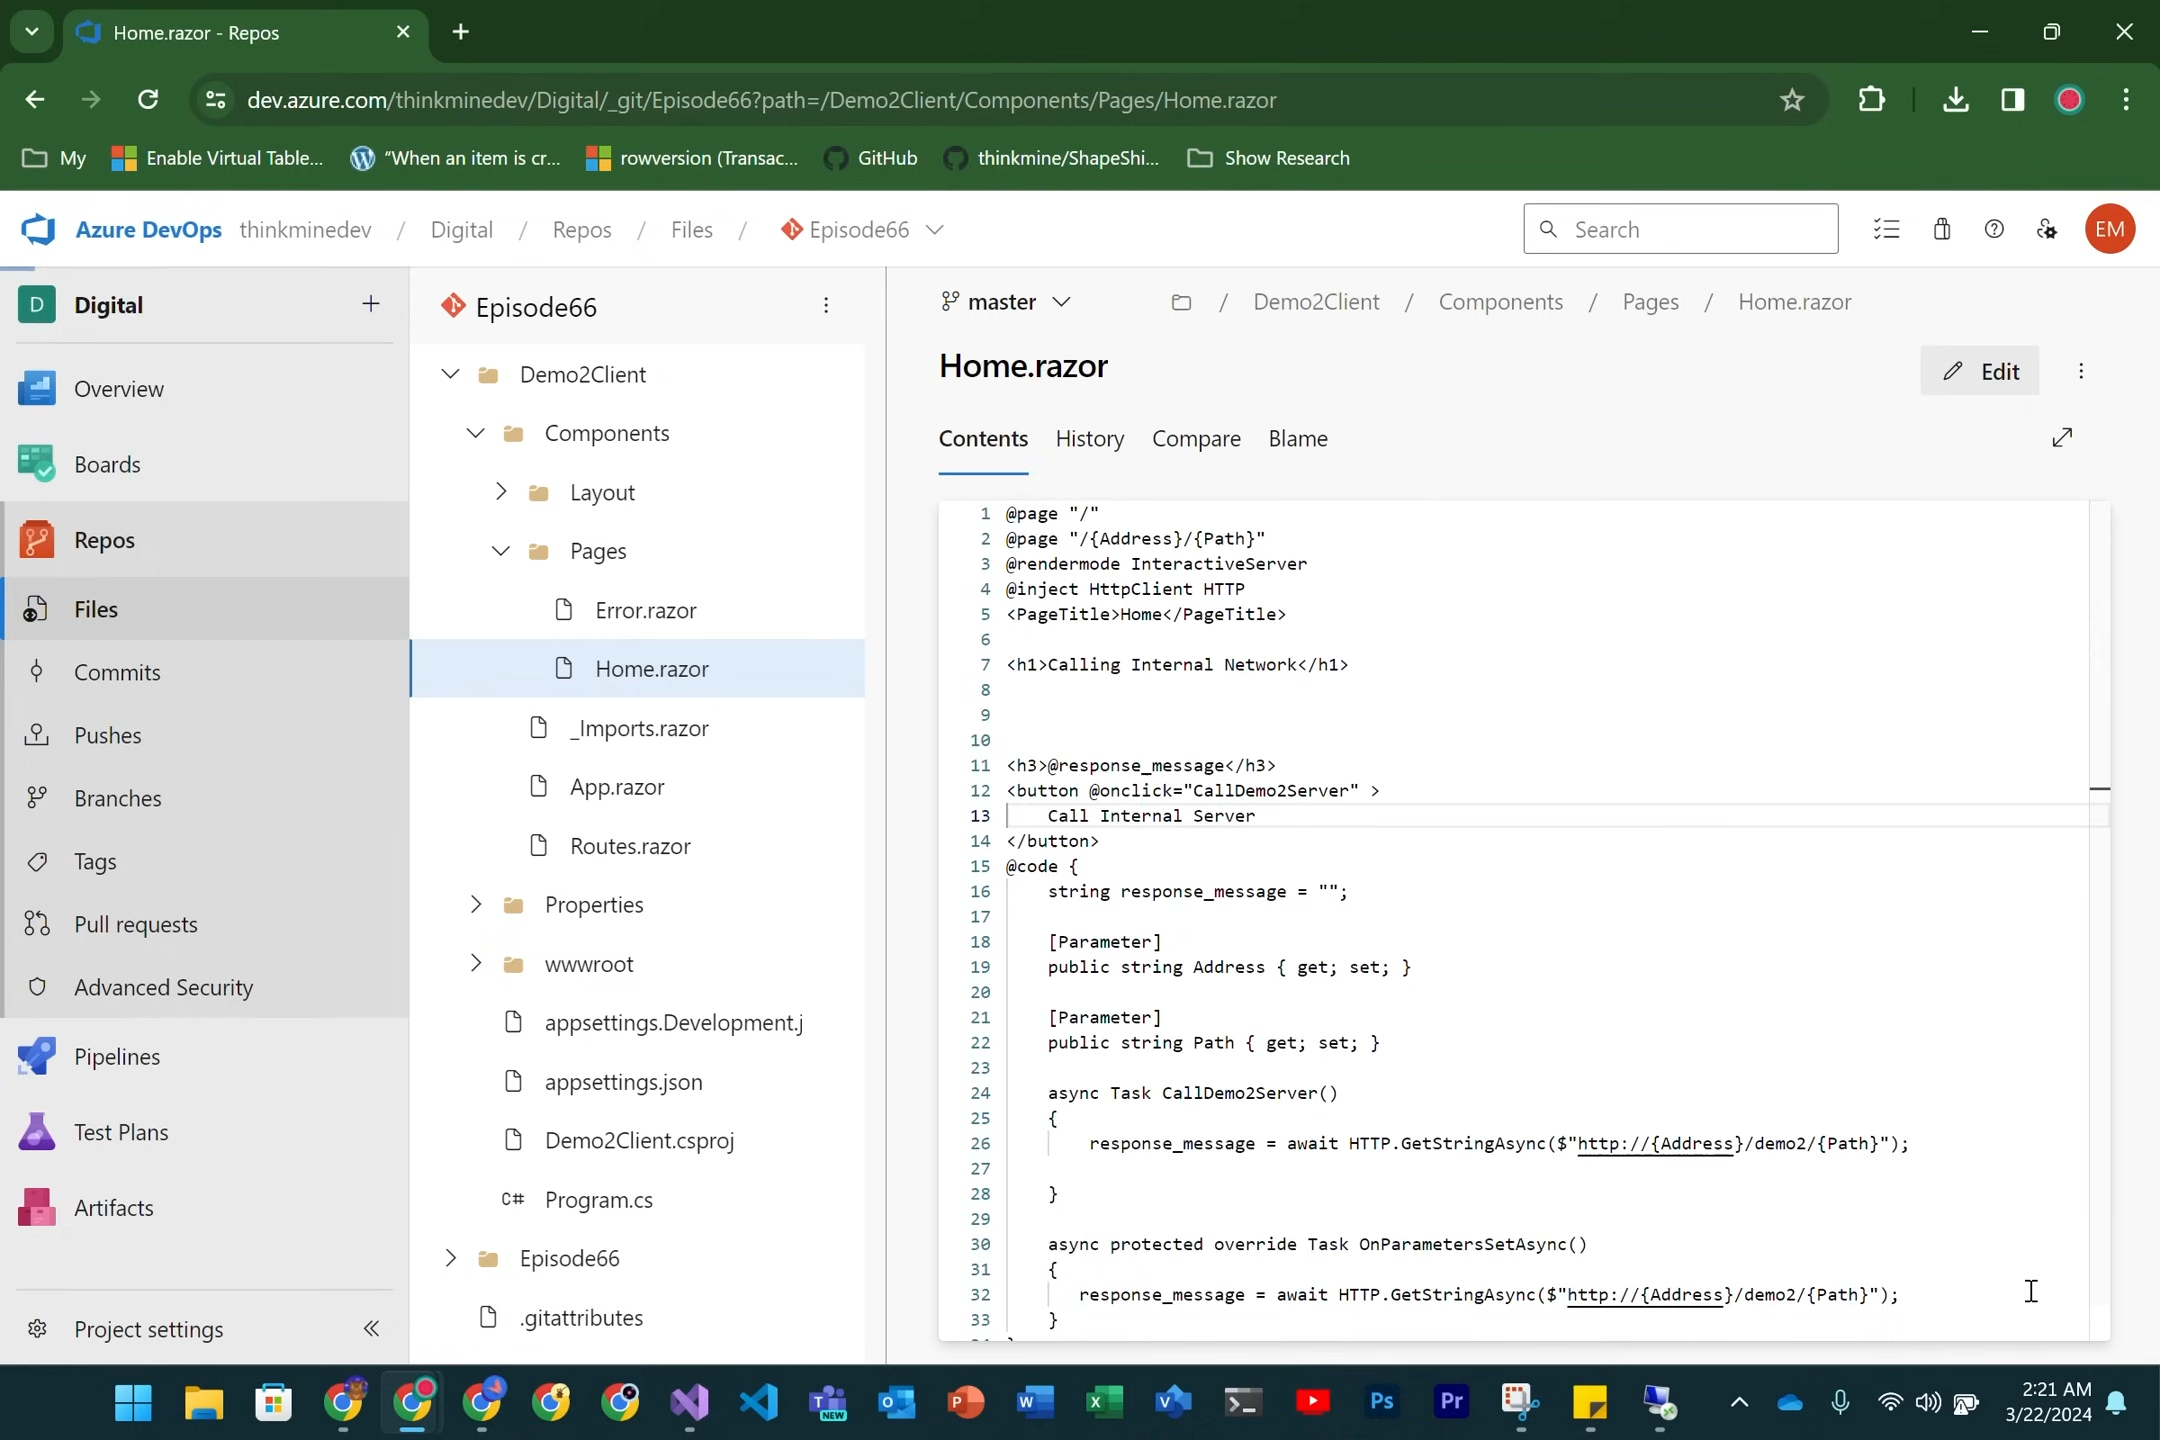 Home.razor - Repos
dev.azure.com/thinkminedev/Digital/_git/Episode66?path=/Demo2Client/Components/Pages/Home.razor
My
Enable Virtual Table...
“When an item is cr...
rowversion (Transac...
GitHub
thinkmine/ShapeShi...
Show Research
Azure DevOps thinkminedev / Digital / Repos / Files / Episode66
Search
EM
D Digital
Overview
Boards
Repos
Files
Commits
Pushes
Branches
Tags
Pull requests
Advanced Security
Pipelines
Test Plans
Artifacts
Project settings
Episode66
Demo2Client
Components
Layout
Pages
Error.razor
Home.razor
_Imports.razor
App.razor
Routes.razor
Properties
wwwroot
appsettings.Development.j
appsettings.json
Demo2Client.csproj
C# Program.cs
Episode66
.gitattributes
master
/ Demo2Client / Components / Pages / Home.razor
Home.razor
Edit
Contents History Compare Blame
1 @page "/"
2 @page "/{Address}/{Path}"
3 @rendermode InteractiveServer
4 @inject HttpClient HTTP
5 <PageTitle>Home</PageTitle>
6
7 <h1>Calling Internal Network</h1>
8
9
10
11 <h3>@response_message</h3>
12 <button @onclick="CallDemo2Server" >
13 Call Internal Server
14 </button>
15 @code {
16 string response_message = "";
17
18 [Parameter]
19 public string Address { get; set; }
20
21 [Parameter]
22 public string Path { get; set; }
23
24 async Task CallDemo2Server()
25 {
26 response_message = await HTTP.GetStringAsync($"http://{Address}/demo2/{Path}");
27
28 }
29
30 async protected override Task OnParametersSetAsync()
31 {
32 response_message = await HTTP.GetStringAsync($"http://{Address}/demo2/{Path}");
33 }
NEW
Ps
Pr
2:21 AM
3/22/2024